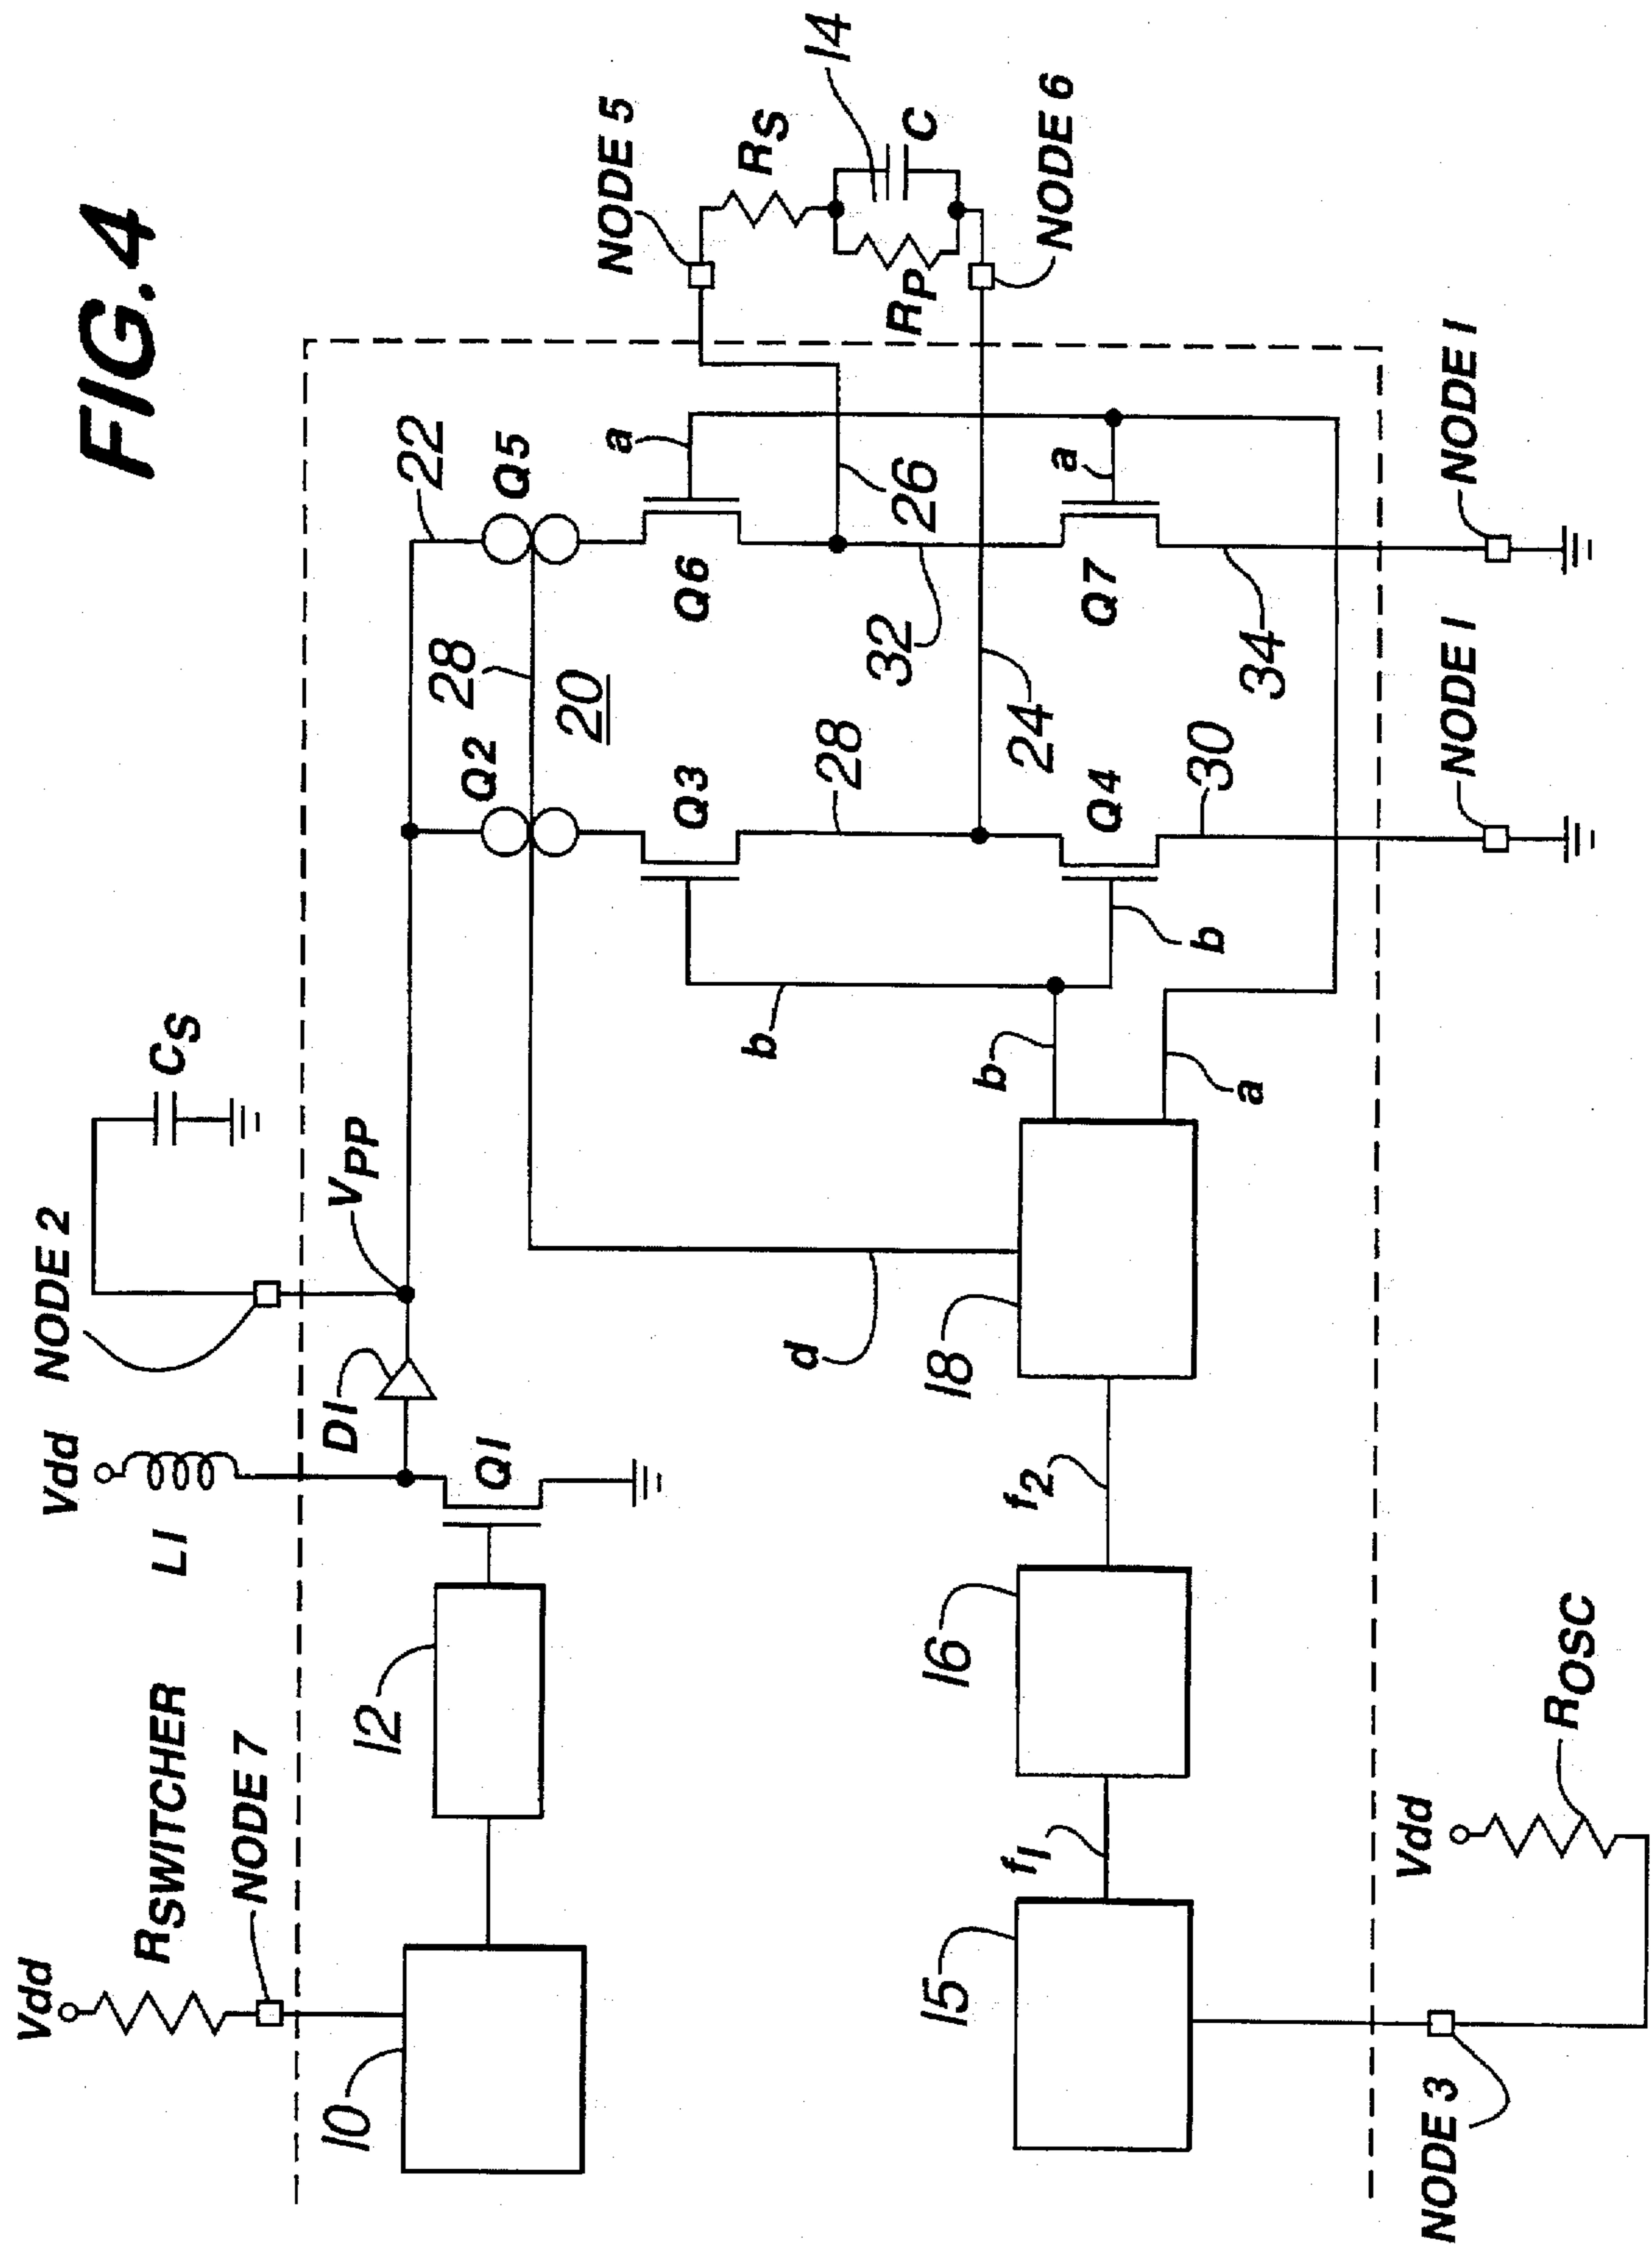 FIG. 4
Vdd
RSWITCHER
NODE 7
10
12
Vdd
L1
Q1
D1
NODE 2
CS
VPP
22
Q2
Q5
28
20
Q3
Q6
a
b
28
26
32
24
Q4
Q7
a
b
30
34
NODE 1
NODE 1
NODE 5
RS
14
C
RP
NODE 6
d
18
b
a
f2
16
f1
15
NODE 3
Vdd
ROSC